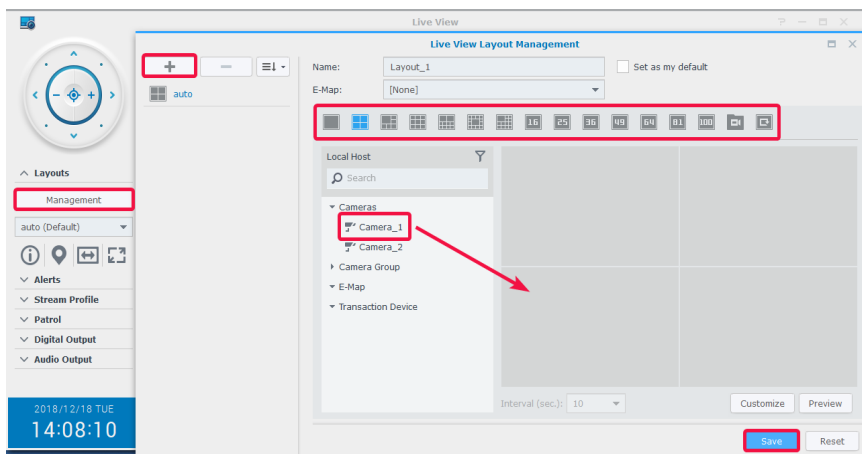 Live View
Live View Layout Management
Layouts
Management
auto (Default)
Alerts
Stream Profile
Patrol
Digital Output
Audio Output
2018/12/18 TUE
14:08:10
auto
Name:
Layout_1
Set as my default
E-Map:
[None]
16 25 36 49 64 81 100
Local Host
Search
Cameras
Camera_1
Camera_2
Camera Group
E-Map
Transaction Device
Interval (sec.): 10
Customize
Preview
Save
Reset